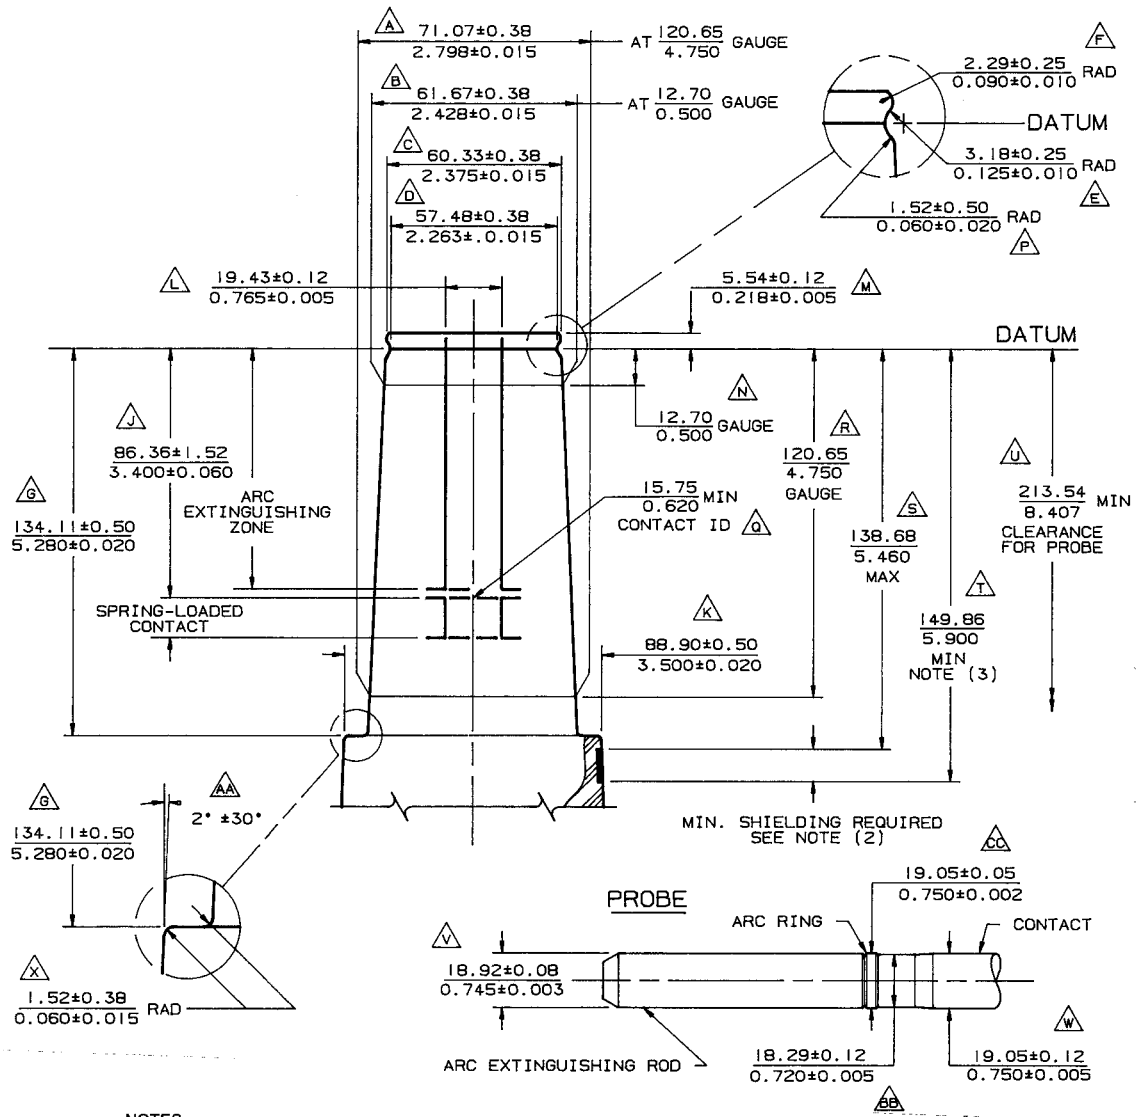 A
71.07±0.38
2.798±0.015
AT 120.65 GAUGE
4.750
B
61.67±0.38
2.428±0.015
AT 12.70 GAUGE
0.500
C
60.33±0.38
2.375±0.015
D
57.48±0.38
2.263±.0.015
F
2.29±0.25 RAD
0.090±0.010
DATUM
3.18±0.25 RAD
0.125±0.010
E
1.52±0.50 RAD
0.060±0.020
P
L
19.43±0.12
0.765±0.005
5.54±0.12
0.218±0.005
M
DATUM
J
86.36±1.52
3.400±0.060
G
134.11±0.50
5.280±0.020
ARC
EXTINGUISHING
ZONE
N
12.70 GAUGE
0.500
R
120.65
4.750
GAUGE
U
213.54 MIN
8.407
CLEARANCE
FOR PROBE
15.75 MIN
0.620
CONTACT ID Q
S
138.68
5.460
MAX
T
149.86
5.900
MIN
NOTE (3)
SPRING-LOADED
CONTACT
K
88.90±0.50
3.500±0.020
G
134.11±0.50
5.280±0.020
AA
2° ±30'
MIN. SHIELDING REQUIRED
SEE NOTE (2)
X
1.52±0.38 RAD
0.060±0.015
PROBE
CC
19.05±0.05
0.750±0.002
ARC RING
CONTACT
V
18.92±0.08
0.745±0.003
ARC EXTINGUISHING ROD
18.29±0.12
0.720±0.005
BB
W
19.05±0.12
0.750±0.005
NOTES